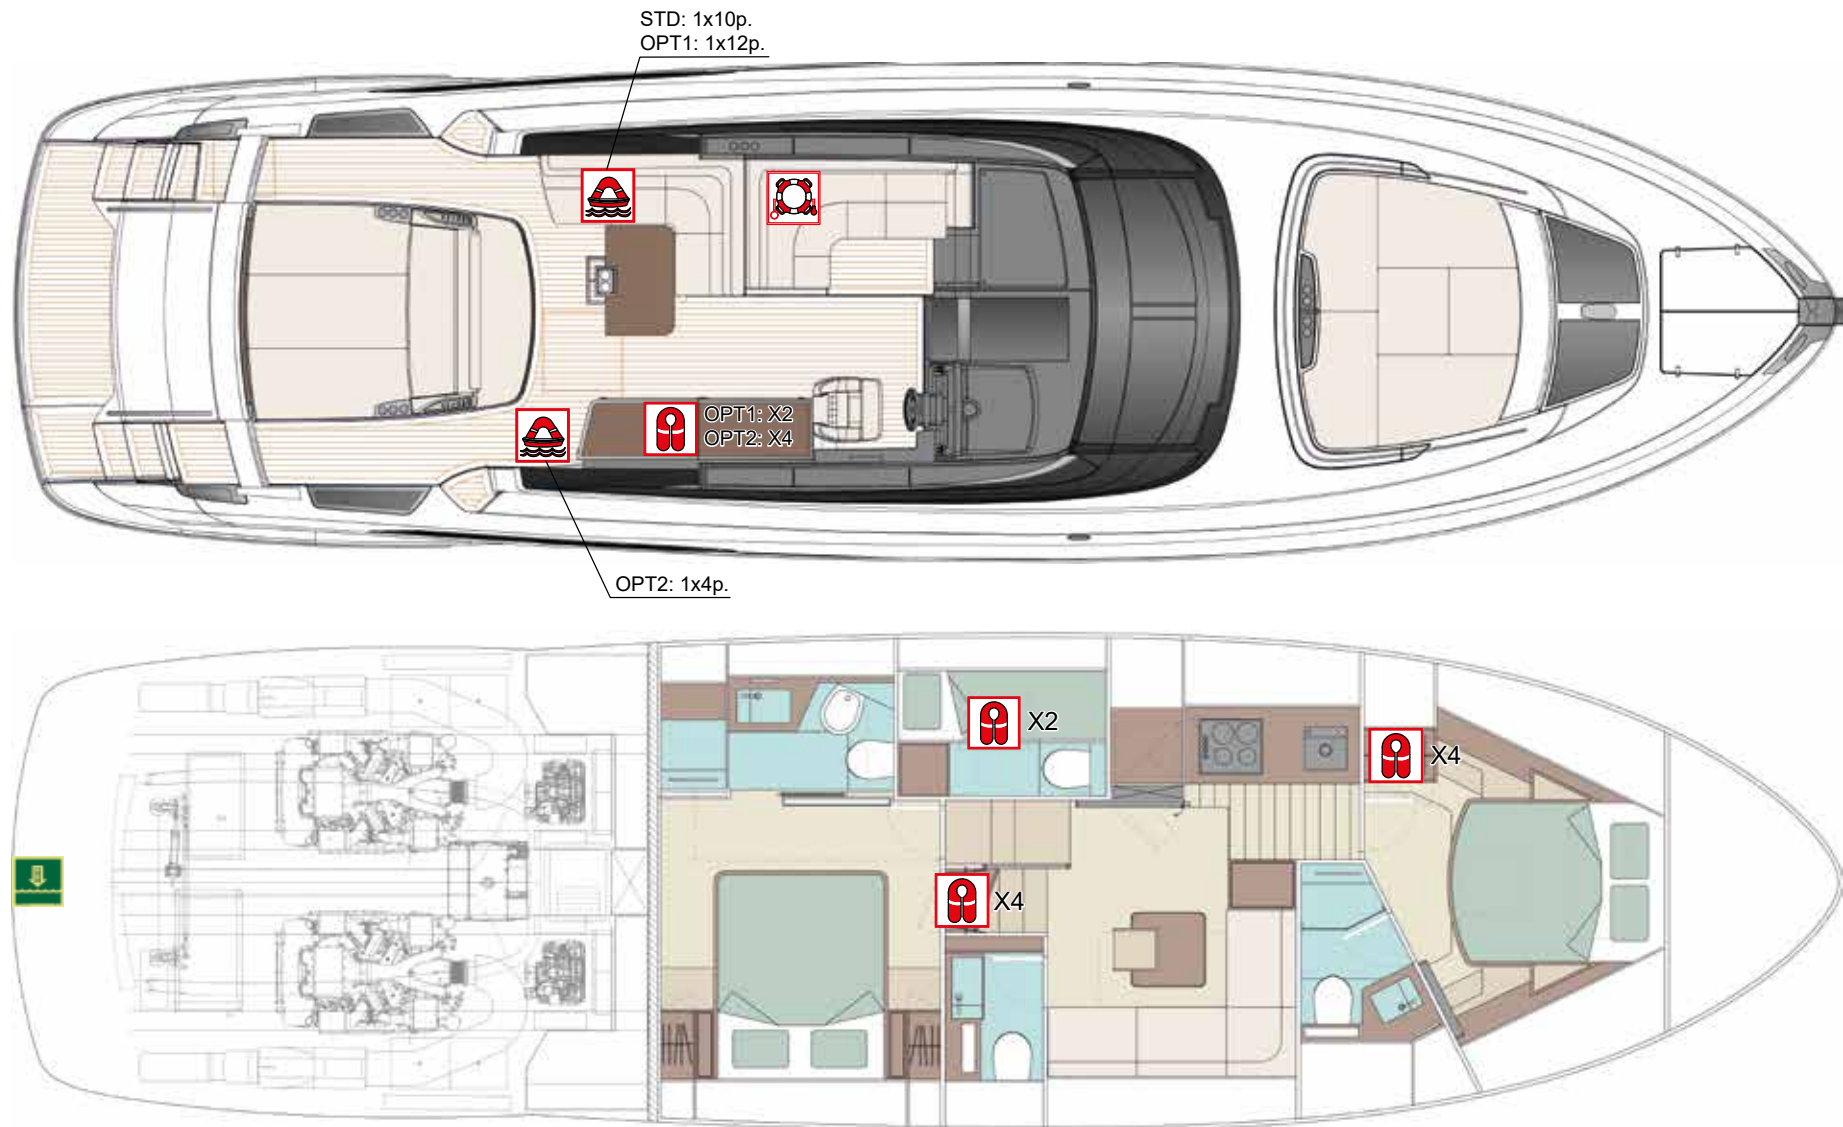 STD: 1x10p.
OPT1: 1x12p.
OPT1: X2
OPT2: X4
OPT2: 1x4p.
X2
X4
X4